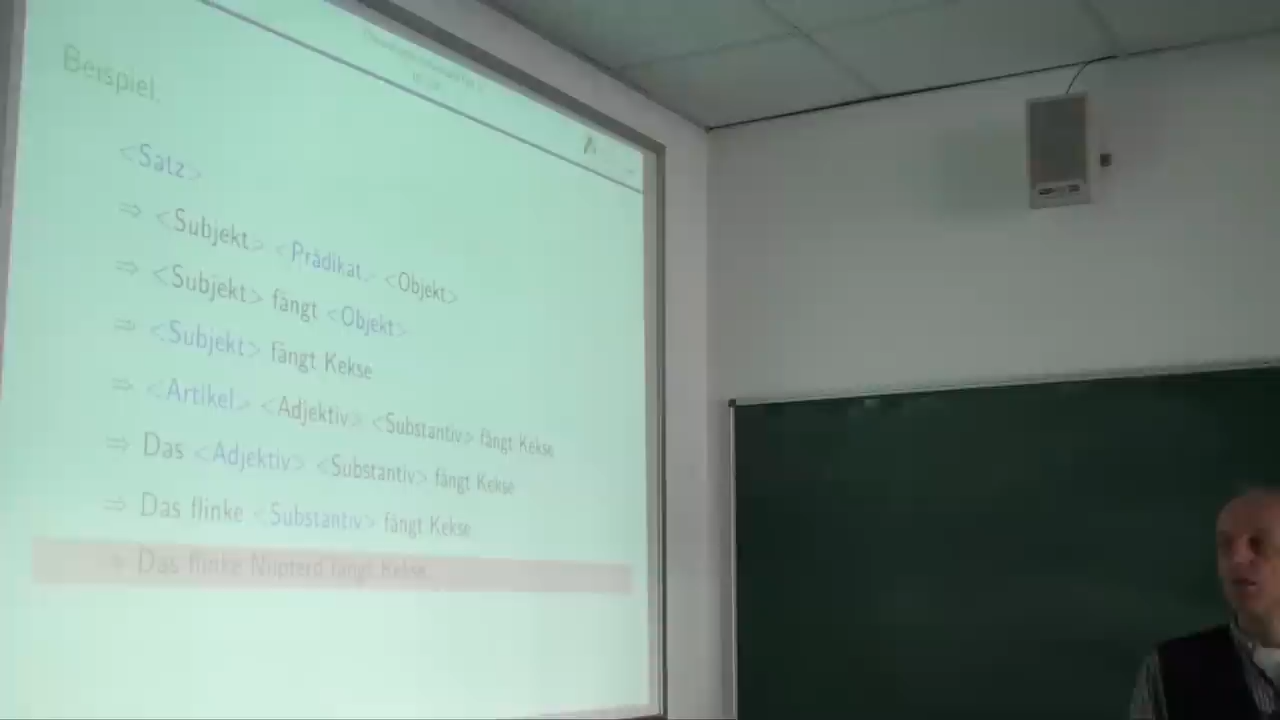 Beispiel.
<Satz>
⇒ <Subjekt> <Prädikat> <Objekt>
⇒ <Subjekt> fängt <Objekt>
⇒ <Subjekt> fängt Kekse
⇒ <Artikel> <Adjektiv> <Substantiv> fängt Kekse
⇒ Das <Adjektiv> <Substantiv> fängt Kekse
⇒ Das flinke <Substantiv> fängt Kekse
⇒ Das flinke Nilpferd fängt Kekse.